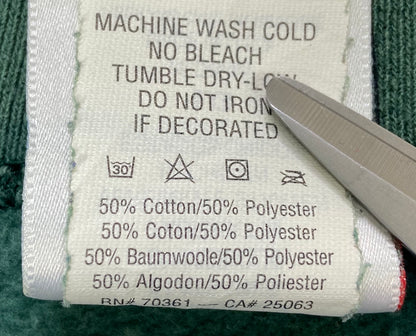 MACHINE WASH COLD
NO BLEACH
TUMBLE DRY-LOW
DO NOT IRON
IF DECORATED
30°
50% Cotton/50% Polyester
50% Coton/50% Polyester
50% Baumwoole/50% Polyester
50% Algodon/50% Poliester
RN# 70361 — CA# 25063